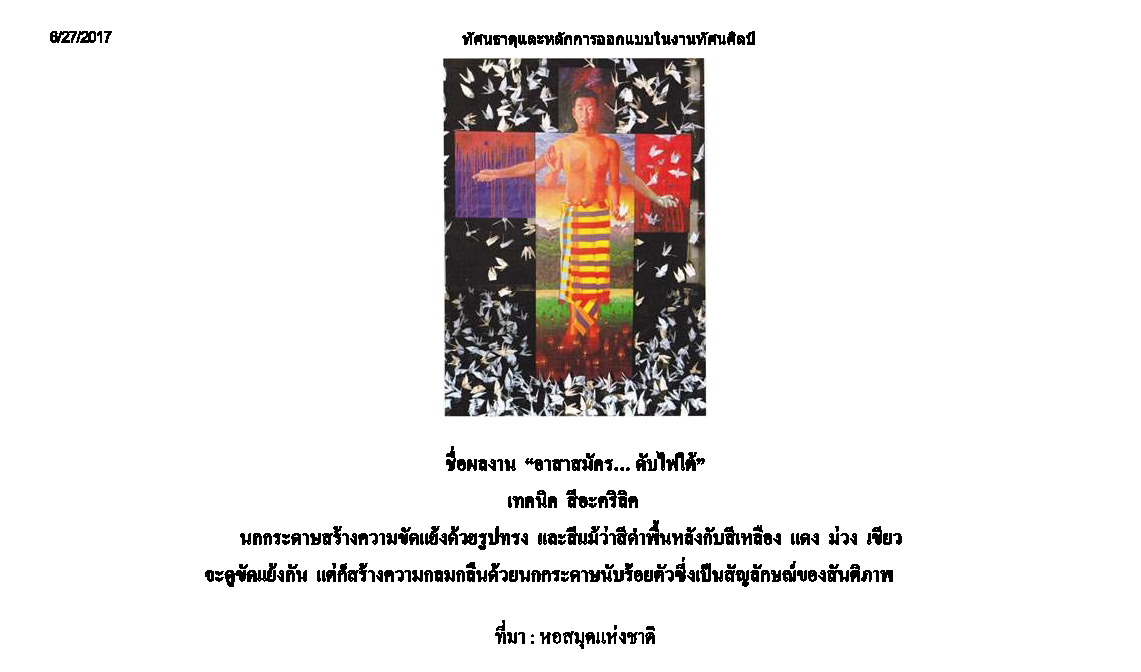 6/27/2017
ทัศนธาตุและหลักการออกแบบในงานทัศนศิลป์
ชื่อผลงาน “อาสาสมัคร... ดับไฟใต้”
เทคนิค สีอะคริลิค
นกกระดาษสร้างความขัดแย้งด้วยรูปทรง และสีแม้ว่าสีดำพื้นหลังกับสีเหลือง แดง ม่วง เขียว
จะดูขัดแย้งกัน แต่ก็สร้างความกลมกลืนด้วยนกกระดาษนับร้อยตัวซึ่งเป็นสัญลักษณ์ของสันติภาพ
ที่มา : หอสมุดแห่งชาติ